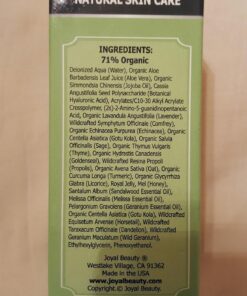 NATURAL SKIN CARE
INGREDIENTS:
71% Organic
Deionized Aqua (Water), Organic Aloe
Barbadensis Leaf Juice (Aloe Vera), Organic
Simmondsia Chinensis (Jojoba Oil), Cassia
Angustifolia Seed Polysaccharide (Botanical
Hyaluronic Acid), Acrylates/C10-30 Alkyl Acrylate
Crosspolymer, (2s)-2-Amino-5-guanodinopentanoic
Acid), Organic Lavandula Angustifolia (Lavender),
Wildcrafted Symphytum Officinale (Comfrey), Organic
Echinacea Purpurea (Echinacea), Organic Centella
Asiatica (Gotu Kola), Organic Salvia
Officinalis (Sage), Organic Thymus Vulgaris
(Thyme), Organic Hydrastis Canadensis
(Goldenseal), Wildcrafted Resina Propoli
(Propolis), Organic Avena Sativa (Oat), Organic
Curcuma Longa (Turmeric), Organic Glycyrrhiza
Glabra (Licorice), Royal Jelly, Mel (Honey),
Santalum Album (Sandalwood Essential Oil),
Melissa Officinalis (Melissa Essential Oil),
Pelargonium Graveolens (Geranium Essential Oil),
Organic Centella Asiatica (Gotu Kola), Wildcrafted
Equisetum Arvense (Horsetail), Wildcrafted
Taraxacum Officinale (Dandelion), Wildcrafted
Geranium Maculatum (Wild Geranium),
Ethylhexylglycerin, Phenoxyethanol.
Joyal Beauty ®
Westlake Village, CA 91362
Made in the USA
www.joyalbeauty.com
Copyright © Joyal Beauty